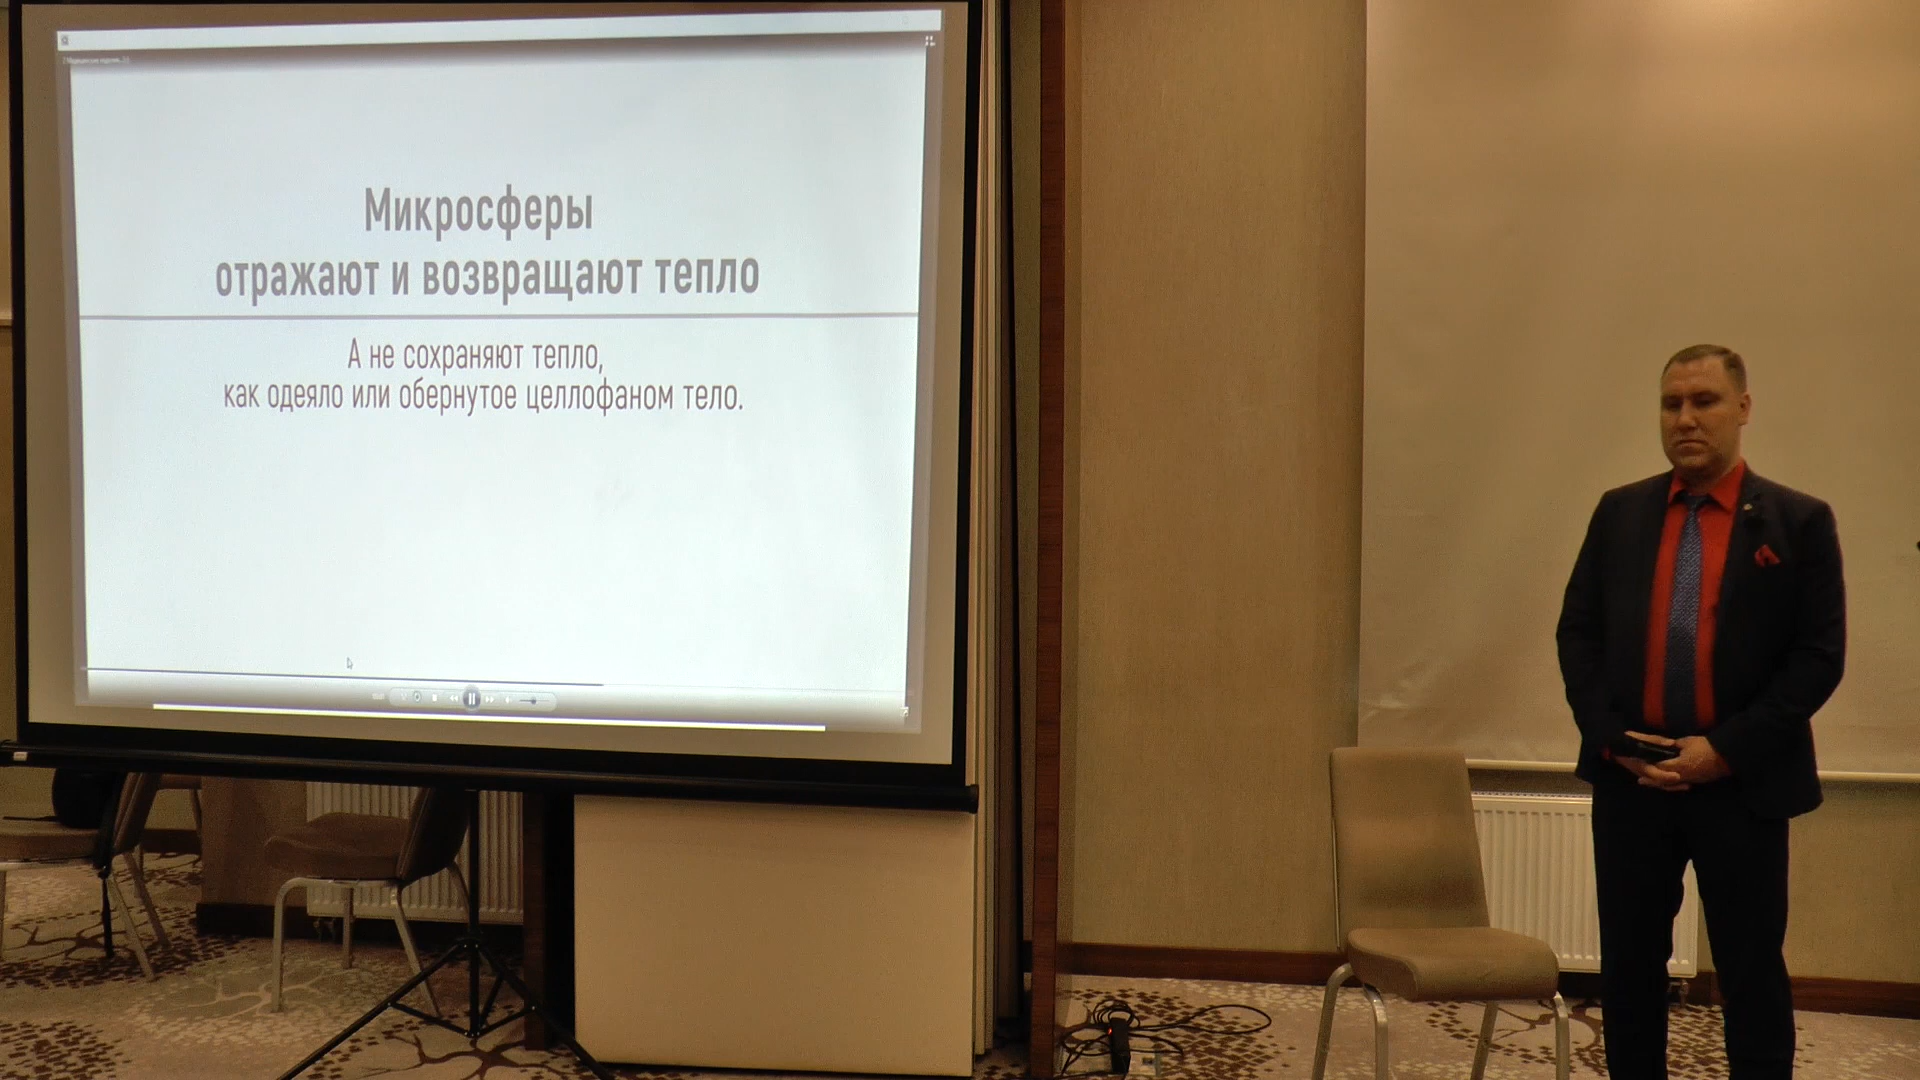 Микросферы
отражают и возвращают тепло
А не сохраняют тепло,
как одеяло или обернутое целлофаном тело.